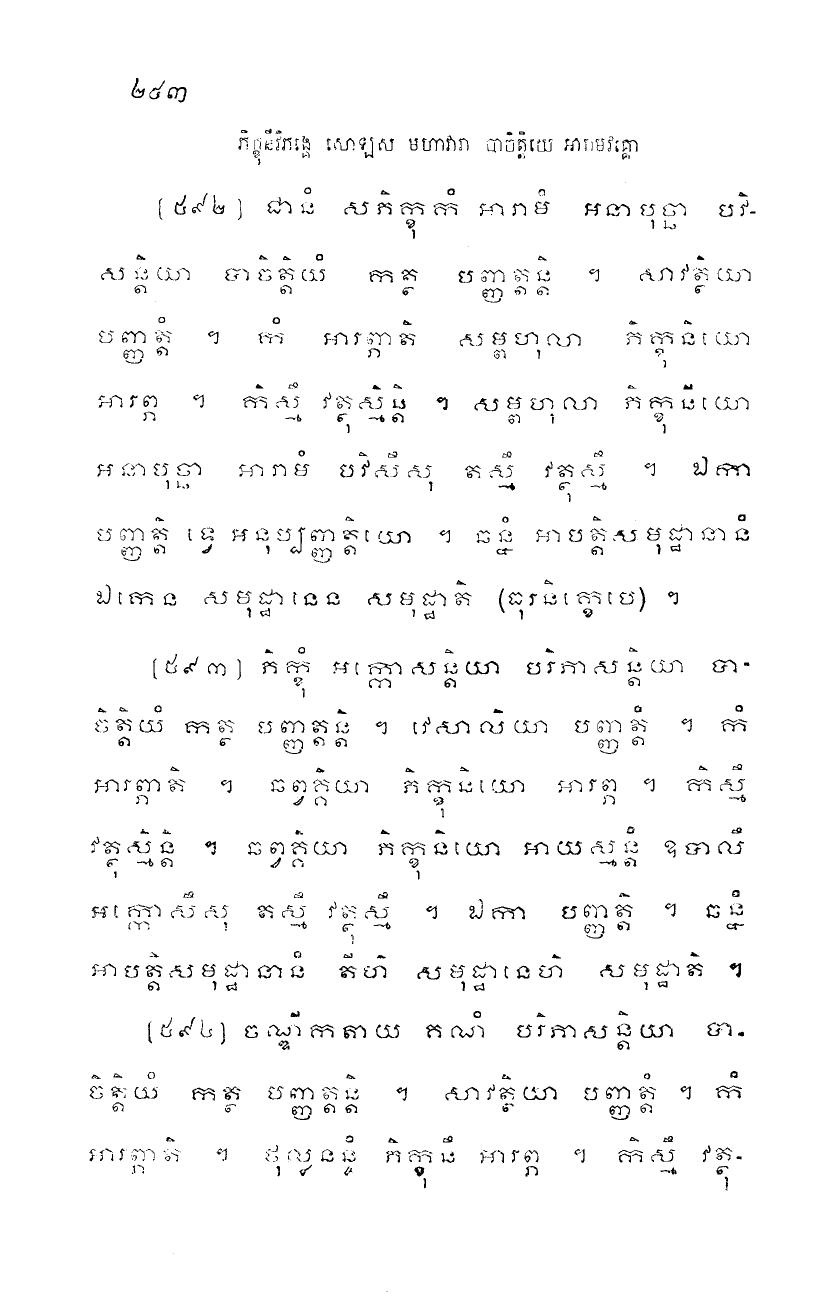 ២៤៣
ភិក្ខុនីវិភង្គេ សោឡស មហាវារា បាចិត្តិយេ អារាមវគ្គោ
(៥៩២) ជានំ សភិក្ខុកំ អារាមំ អនាបុច្ឆា បវិ-
សន្តិយា បាចិត្តិយំ កត្ថ បញ្ញត្តន្តិ ។ សាវត្ថិយា
បញ្ញត្តំ ។ កំ អារព្ភាតិ សម្ពហុលា ភិក្ខុនិយោ
អារព្ភ ។ កិស្មឹ វត្ថុស្មិន្តិ ។ សម្ពហុលា ភិក្ខុនីយោ
អនាបុច្ឆា អារាមំ បវិសឹសុ តស្មឹ វត្ថុស្មឹ ។ ឯកា
បញ្ញត្តិ ទ្វេ អនុប្បញ្ញត្តិយោ ។ ឆន្នំ អាបត្តិសមុដ្ឋានានំ
ឯកេន សមុដ្ឋានេន សមុដ្ឋាតិ (ធុរនិក្ខេបេ) ។
(៥៩៣) ភិក្ខុំ អក្កោសន្តិយា បរិភាសន្តិយា បា-
ចិត្តិយំ កត្ថ បញ្ញត្តន្តិ ។ វេសាលិយា បញ្ញត្តំ ។ កំ
អារព្ភាតិ ។ ឆព្វគ្គិយា ភិក្ខុនិយោ អារព្ភ ។ កិស្មឹ
វត្ថុស្មិន្តិ ។ ឆព្វគ្គិយា ភិក្ខុនិយោ អាយស្មន្តំ ឧបាលឹ
អក្កោសឹសុ តស្មឹ វត្ថុស្មឹ ។ ឯកា បញ្ញត្តិ ។ ឆន្នំ
អាបត្តិសមុដ្ឋានានំ តីហិ សមុដ្ឋានេហិ សមុដ្ឋាតិ ។
(៥៩៤) ចណ្ឌីកតាយ គណំ បរិភាសន្តិយា បា-
ចិត្តិយំ កត្ថ បញ្ញត្តន្តិ ។ សាវត្ថិយា បញ្ញត្តំ ។ កំ
អារព្ភាតិ ។ ថុល្លនន្ទំ ភិក្ខុនឹ អារព្ភ ។ កិស្មឹ វត្ថុ-